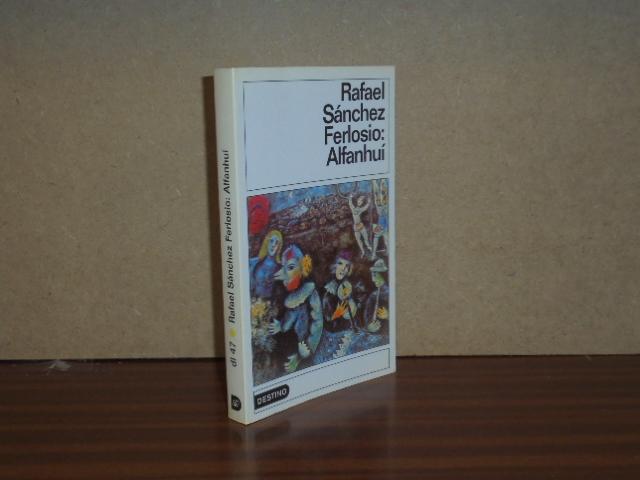 Rafael
Sánchez
Ferlosio:
Alfanhuí
DESTINO
dl 47 Rafael Sánchez Ferlosio: Alfanhuí